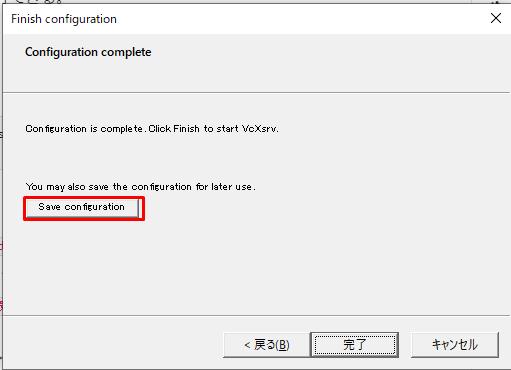 Finish configuration
Configuration complete
Configuration is complete. Click Finish to start VcXsrv.
You may also save the configuration for later use.
Save configuration
< 戻る(B)
完了
キャンセル